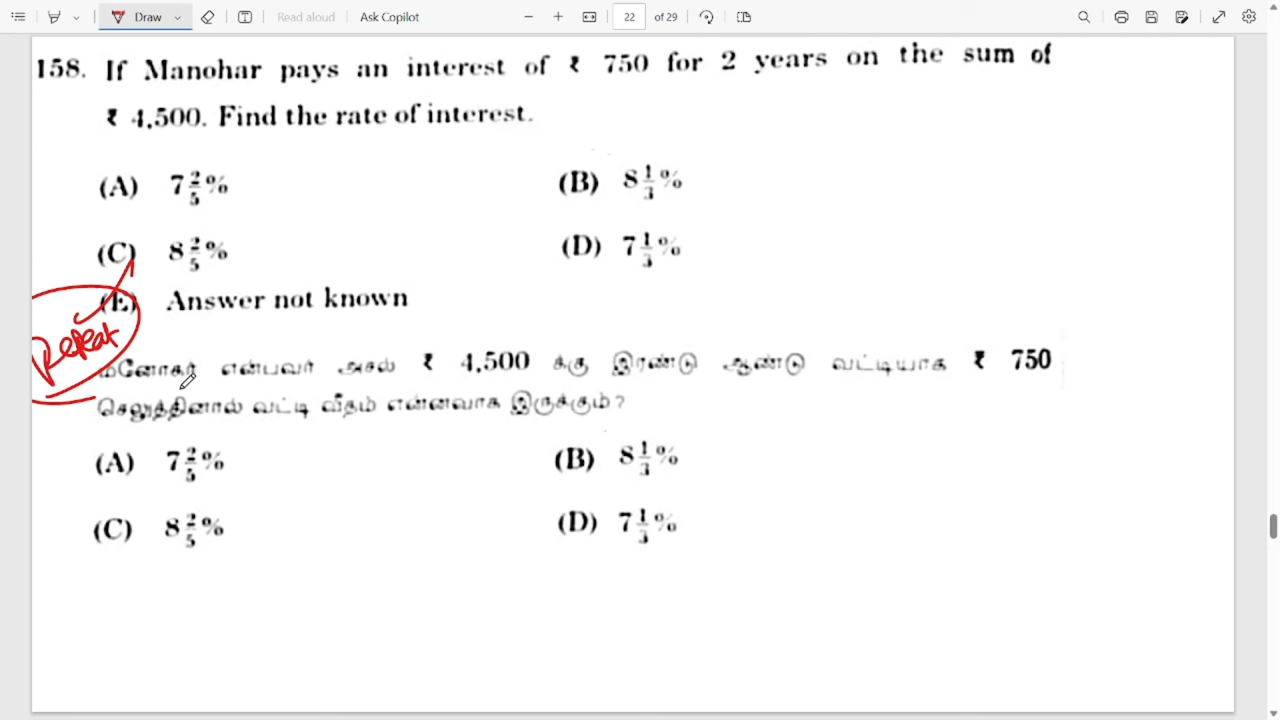 Draw
Read aloud
Ask Copilot
22
of 29
158. If Manohar pays an interest of ₹ 750 for 2 years on the sum of
₹ 4,500. Find the rate of interest.
(A) 7 2/5 % (B) 8 1/3 %
(C) 8 2/5 % (D) 7 1/3 %
(E) Answer not known
Repeat
மனோகர் என்பவர் அசல் ₹ 4,500 க்கு இரண்டு ஆண்டு வட்டியாக ₹ 750
செலுத்தினால் வட்டி வீதம் என்னவாக இருக்கும்?
(A) 7 2/5 % (B) 8 1/3 %
(C) 8 2/5 % (D) 7 1/3 %